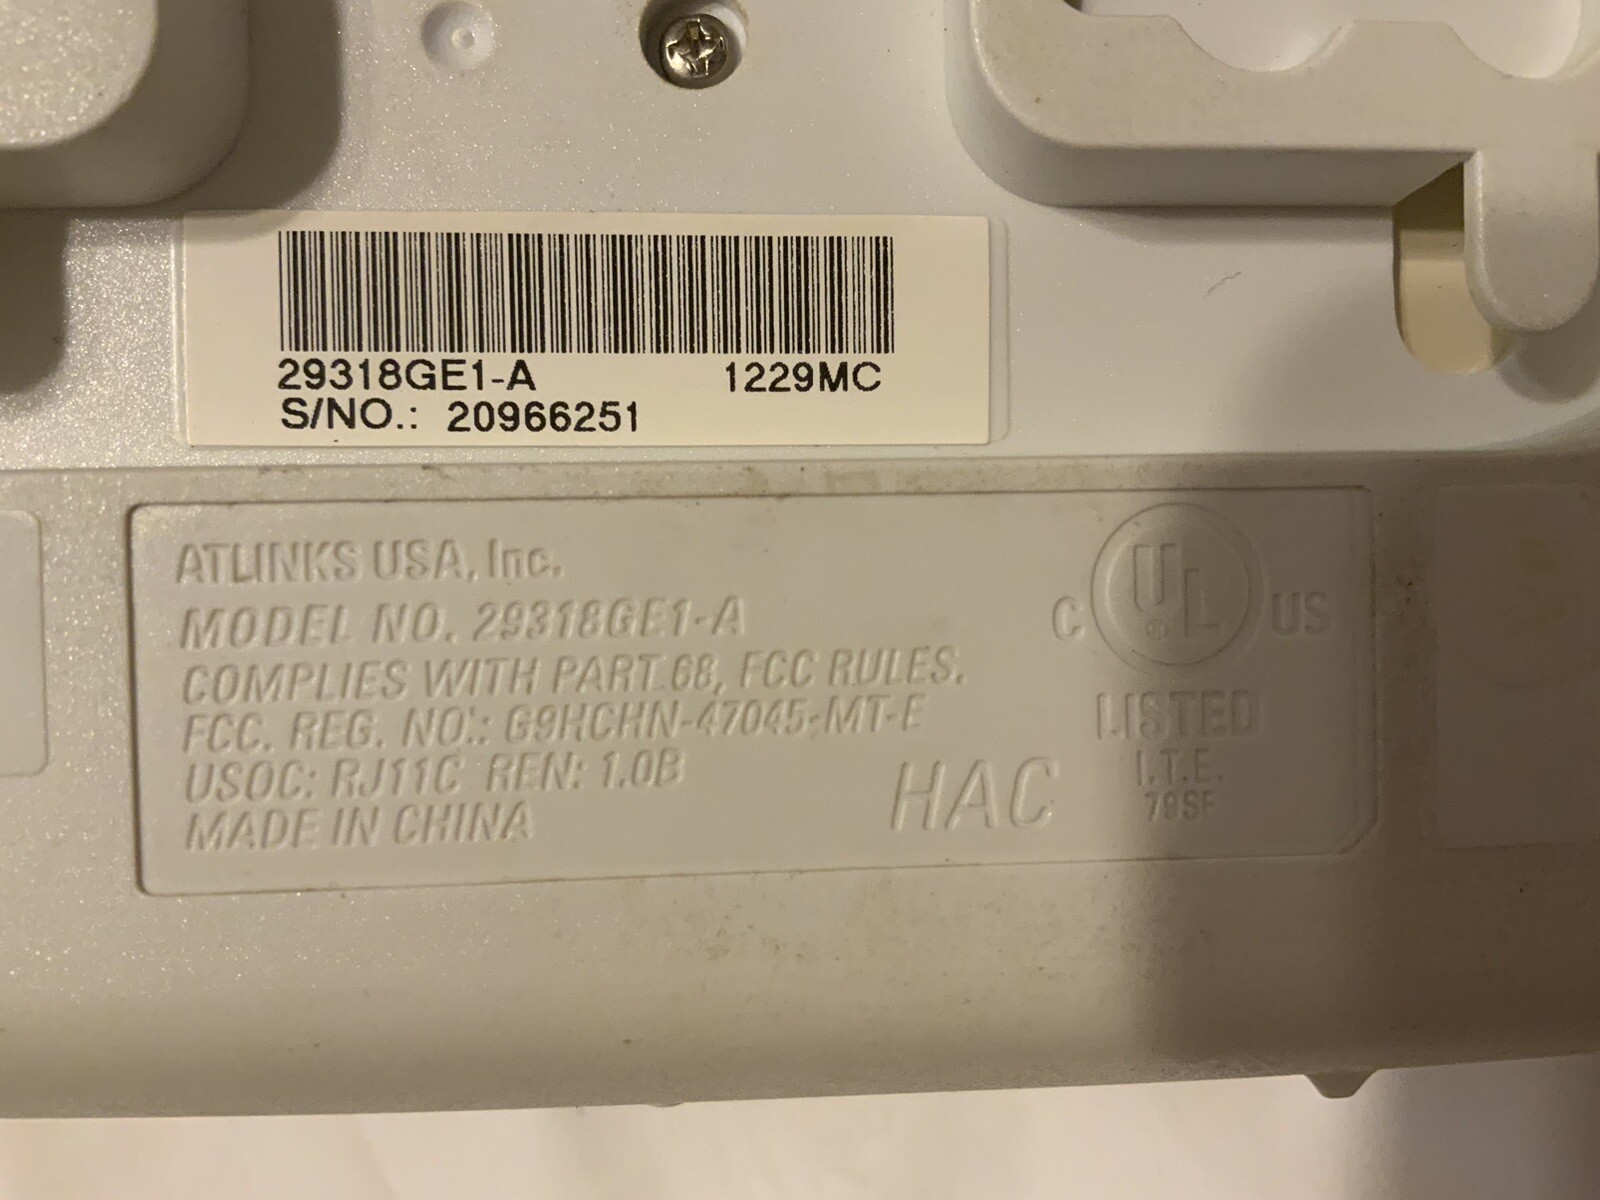 29318GE1-A 1229MC
S/NO.: 20966251
ATLINKS USA, Inc.
MODEL NO. 29318GE1-A
COMPLIES WITH PART 68, FCC RULES.
FCC. REG. NO.: G9HCHN-47045-MT-E
USOC: RJ11C REN: 1.0B
MADE IN CHINA
HAC
C UL ® US
LISTED
I.T.E.